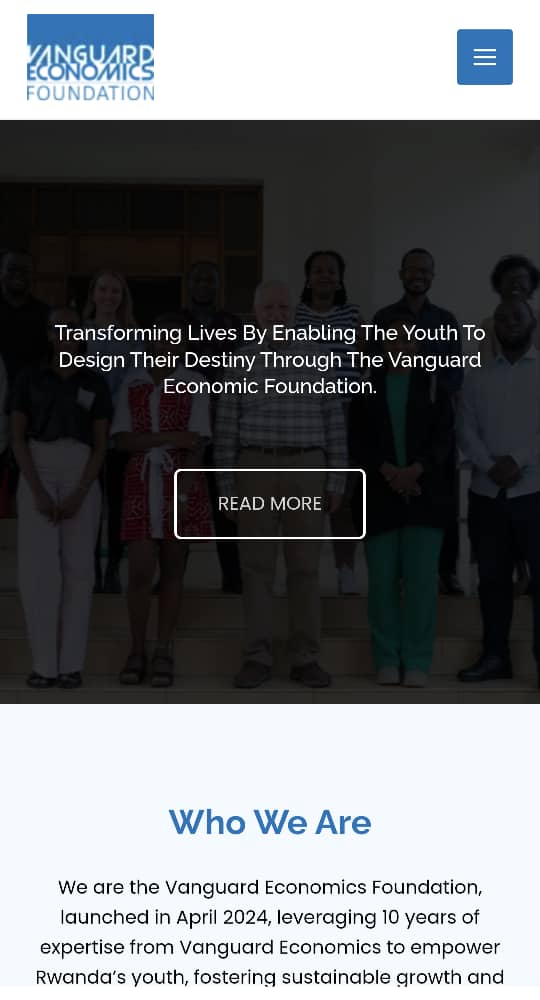 VANGUARD
ECONOMICS
FOUNDATION
Transforming Lives By Enabling The Youth To
Design Their Destiny Through The Vanguard
Economic Foundation.
READ MORE
Who We Are
We are the Vanguard Economics Foundation,
launched in April 2024, leveraging 10 years of
expertise from Vanguard Economics to empower
Rwanda's youth, fostering sustainable growth and